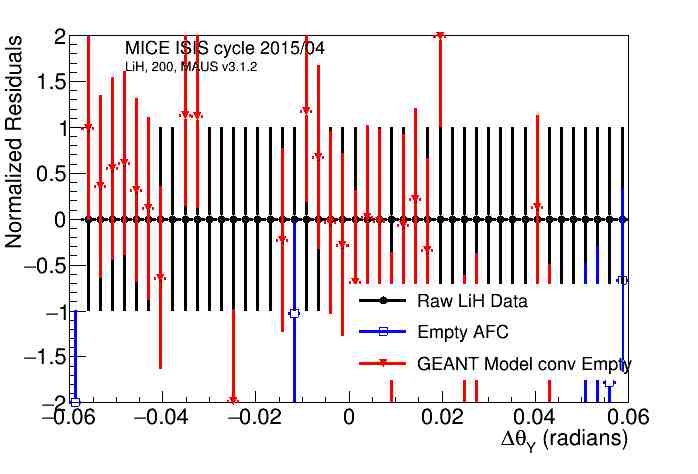 MICE ISIS cycle 2015/04
LiH, 200, MAUS v3.1.2
Normalized Residuals
2
1.5
1
0.5
0
−0.5
−1
−1.5
−2
Raw LiH Data
Empty AFC
GEANT Model conv Empty
−0.06 −0.04 −0.02 0 0.02 0.04 0.06
Δθ_Y (radians)